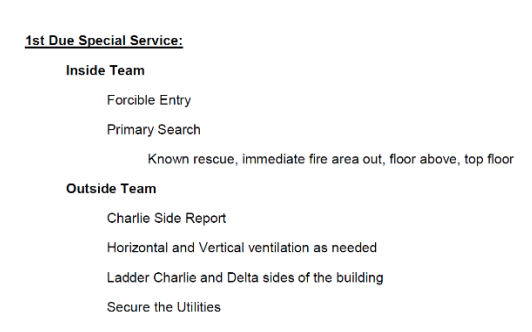 1st Due Special Service:
Inside Team
Forcible Entry
Primary Search
Known rescue, immediate fire area out, floor above, top floor
Outside Team
Charlie Side Report
Horizontal and Vertical ventilation as needed
Ladder Charlie and Delta sides of the building
Secure the Utilities